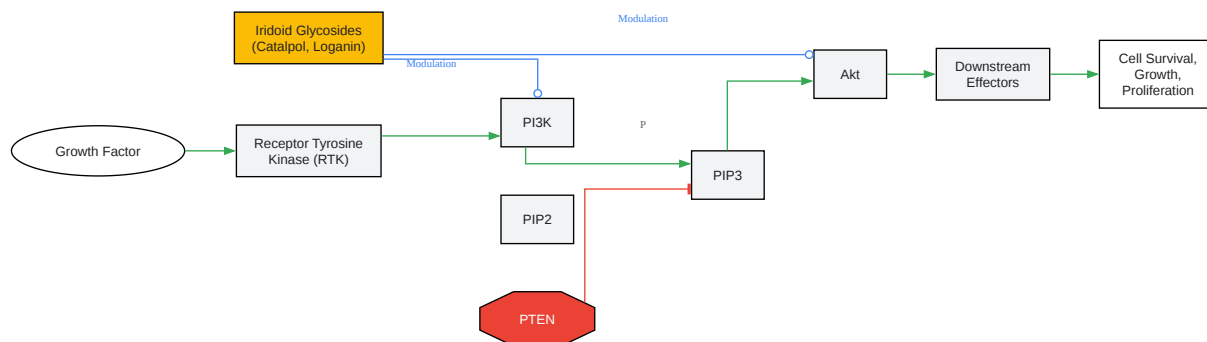 Iridoid Glycosides
(Catalpol, Loganin)
Modulation
Modulation
Growth Factor
Receptor Tyrosine
Kinase (RTK)
PI3K
P
PIP2
PIP3
PTEN
Akt
Downstream
Effectors
Cell Survival,
Growth,
Proliferation